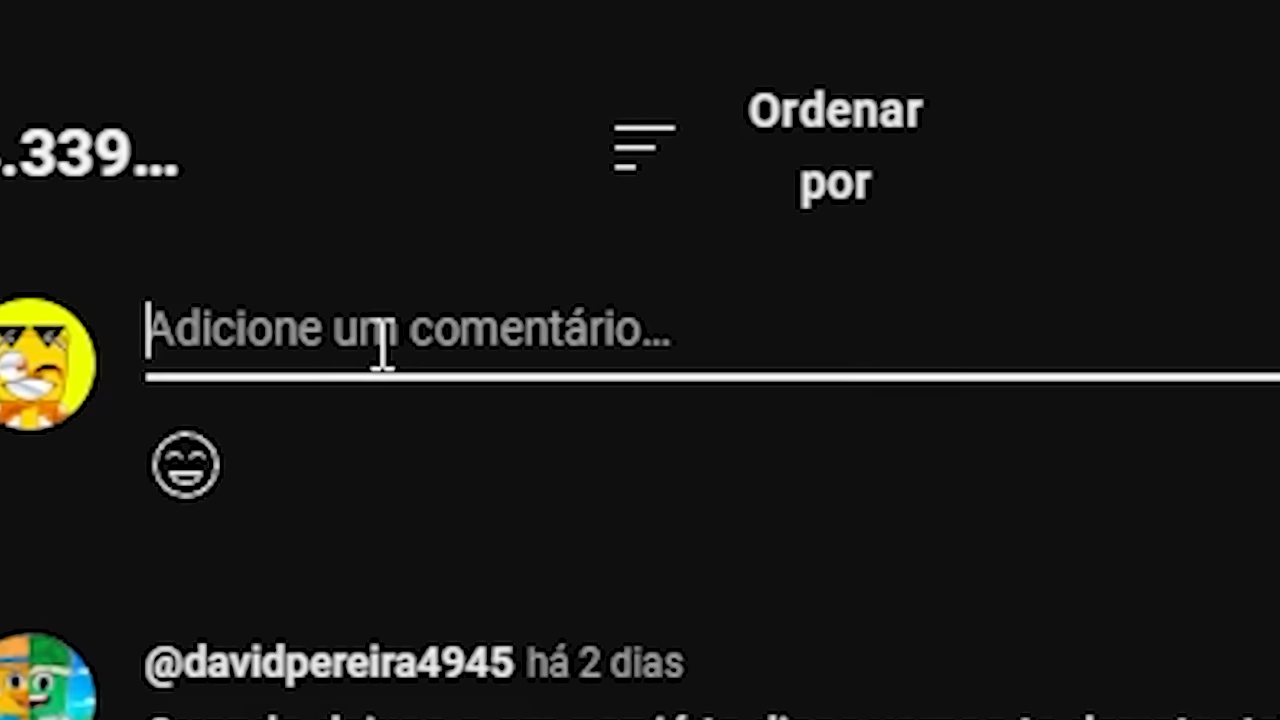 .339...
Ordenar
por
Adicione um comentário...
@davidpereira4945 há 2 dias